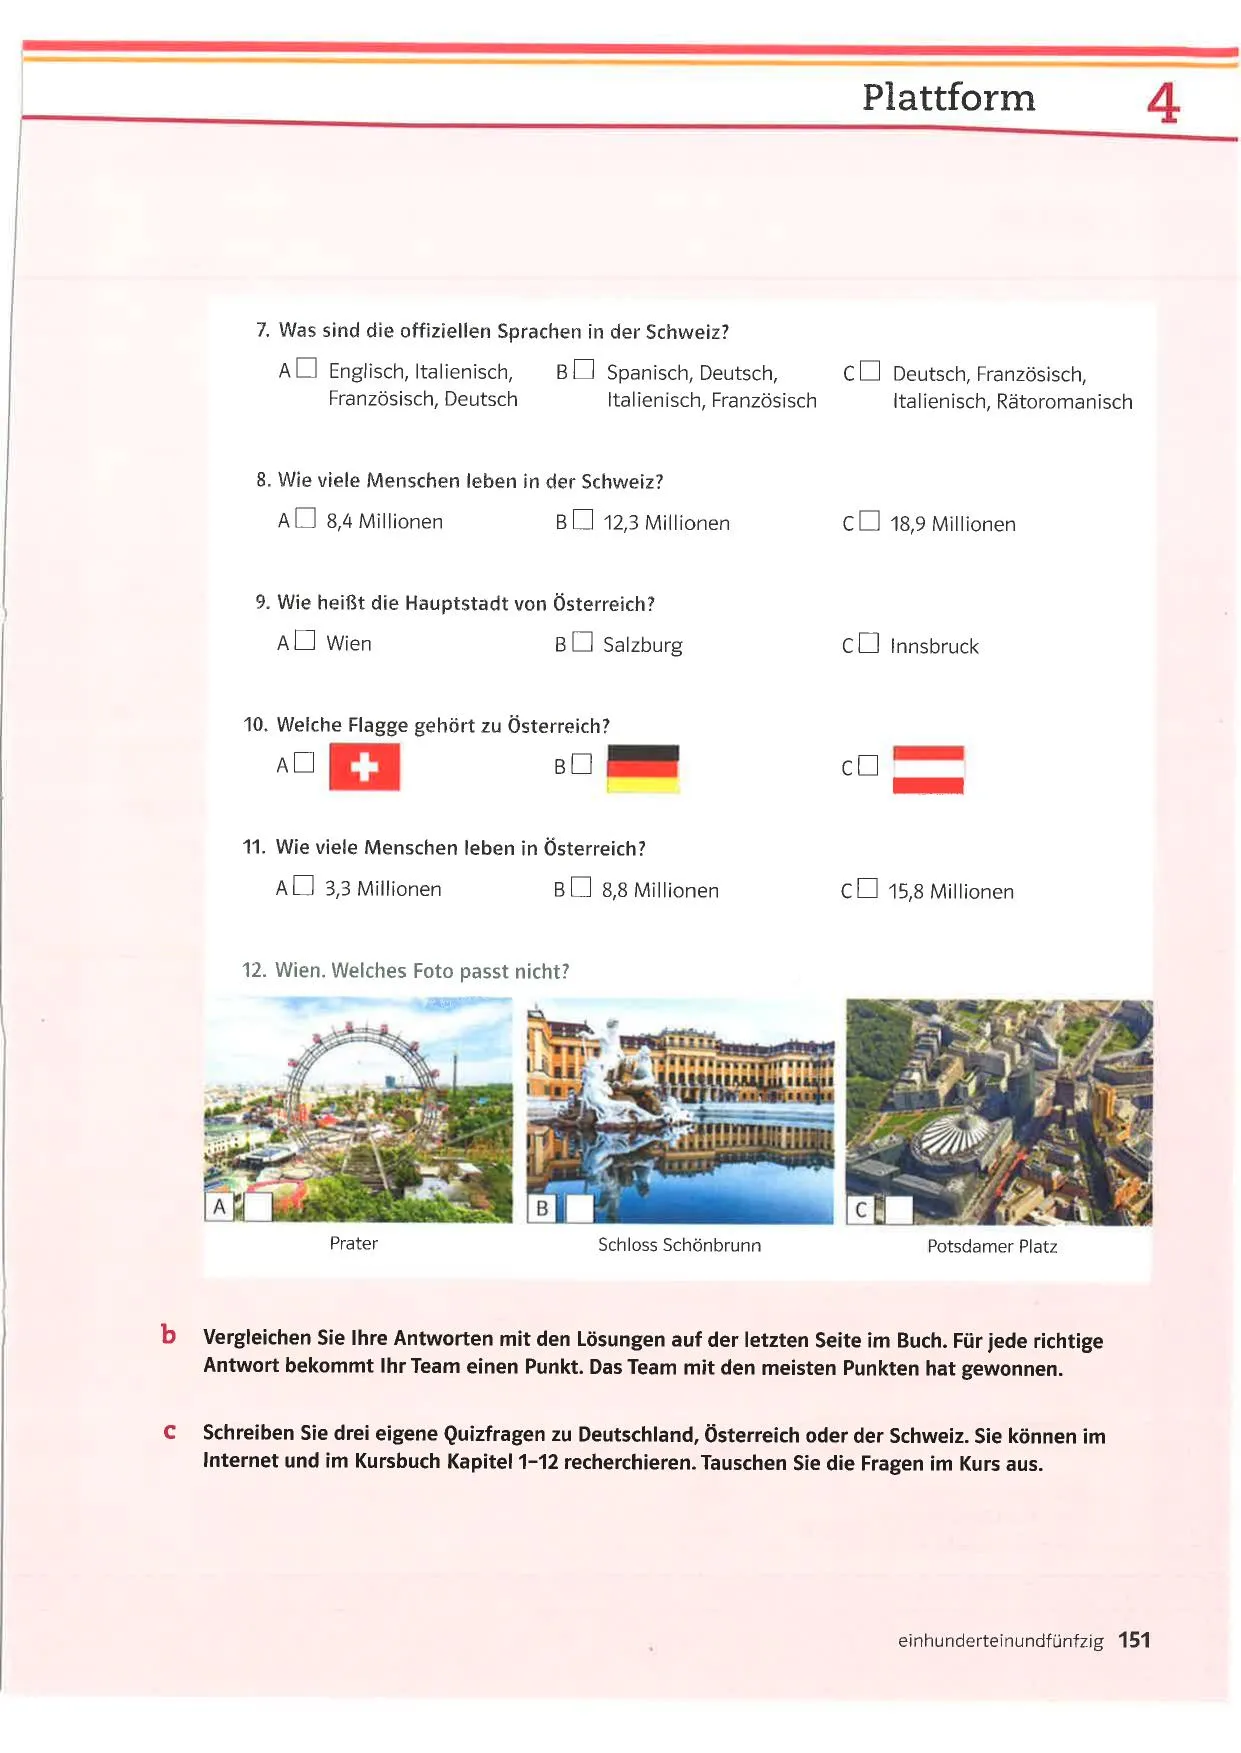 Plattform 4
7. Was sind die offiziellen Sprachen in der Schweiz?
A Englisch, Italienisch, B Spanisch, Deutsch, C Deutsch, Französisch,
Französisch, Deutsch Italienisch, Französisch Italienisch, Rätoromanisch
8. Wie viele Menschen leben in der Schweiz?
A 8,4 Millionen B 12,3 Millionen C 18,9 Millionen
9. Wie heißt die Hauptstadt von Österreich?
A Wien B Salzburg C Innsbruck
10. Welche Flagge gehört zu Österreich?
A B C
11. Wie viele Menschen leben in Österreich?
A 3,3 Millionen B 8,8 Millionen C 15,8 Millionen
12. Wien. Welches Foto passt nicht?
A B C
Prater Schloss Schönbrunn Potsdamer Platz
b Vergleichen Sie Ihre Antworten mit den Lösungen auf der letzten Seite im Buch. Für jede richtige
Antwort bekommt Ihr Team einen Punkt. Das Team mit den meisten Punkten hat gewonnen.
c Schreiben Sie drei eigene Quizfragen zu Deutschland, Österreich oder der Schweiz. Sie können im
Internet und im Kursbuch Kapitel 1–12 recherchieren. Tauschen Sie die Fragen im Kurs aus.
einhunderteinundfünfzig 151